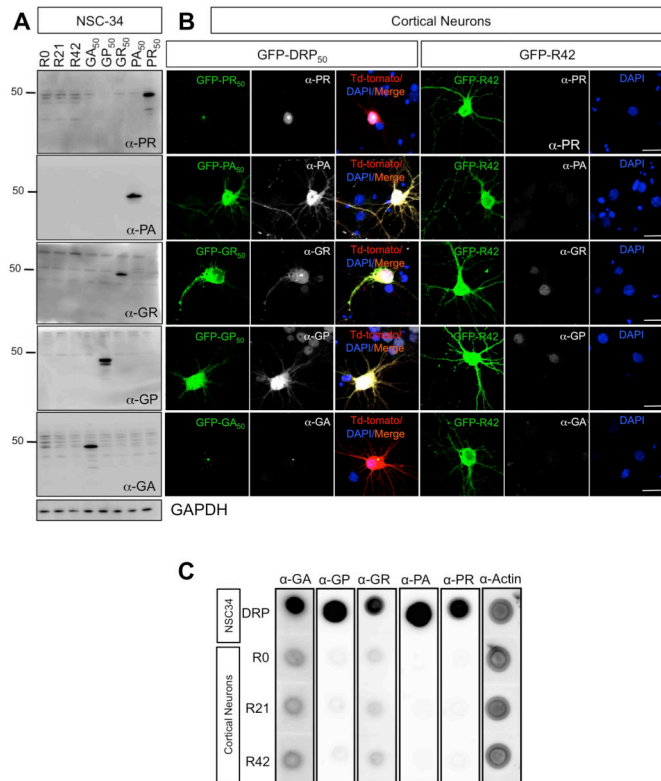 A
NSC-34
B
Cortical Neurons
R0
R21
R42
GA50
GP50
GR50
PA50
PR50
GFP-DRP50
GFP-R42
50
α-PR
GFP-PR50
α-PR
Td-tomato/
DAPI/Merge
GFP-R42
α-PR
α-PR
DAPI
50
α-PA
GFP-PA50
α-PA
Td-tomato/
DAPI/Merge
GFP-R42
α-PA
DAPI
50
α-GR
GFP-GR50
α-GR
Td-tomato/
DAPI/Merge
GFP-R42
α-GR
DAPI
50
α-GP
GFP-GP50
α-GP
Td-tomato/
DAPI/Merge
GFP-R42
α-GP
DAPI
50
α-GA
GFP-GA50
α-GA
Td-tomato/
DAPI/Merge
GFP-R42
α-GA
DAPI
GAPDH
C
α-GA α-GP α-GR α-PA α-PR α-Actin
NSC34
DRP
Cortical Neurons
R0
R21
R42